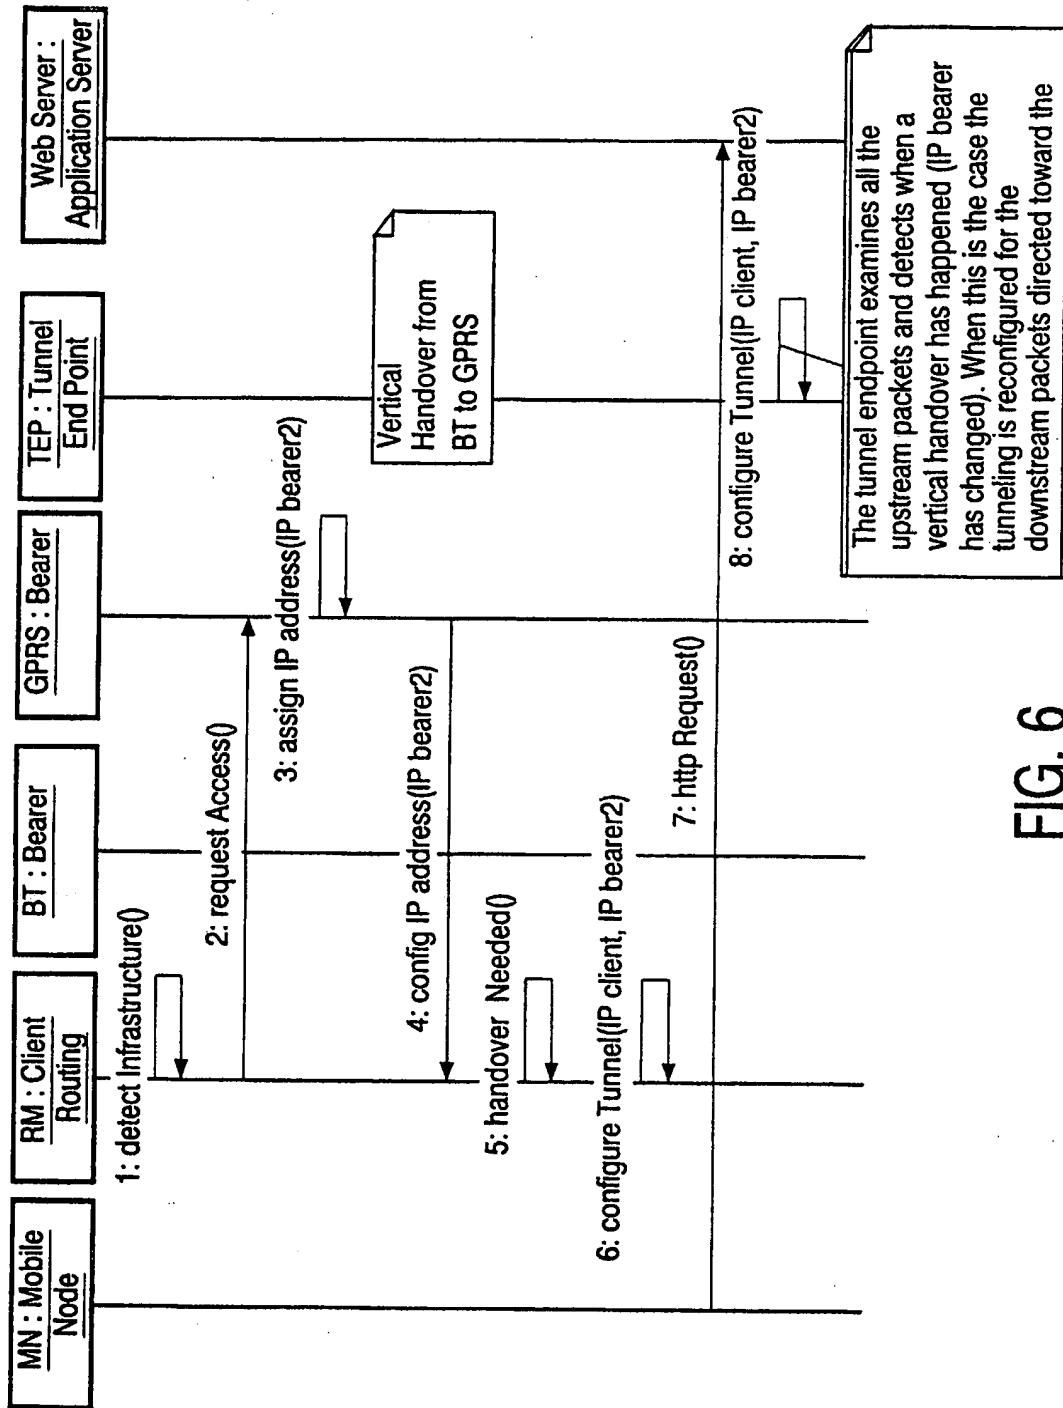 MN : Mobile
Node
RM : Client
Routing
BT : Bearer
GPRS : Bearer
TEP : Tunnel
End Point
Web Server :
Application Server
1: detect Infrastructure()
2: request Access()
3: assign IP address(IP bearer2)
Vertical
Handover from
BT to GPRS
4: config IP address(IP bearer2)
5: handover Needed()
6: configure Tunnel(IP client, IP bearer2)
7: http Request()
8: configure Tunnel(IP client, IP bearer2)
The tunnel endpoint examines all the
upstream packets and detects when a
vertical handover has happened (IP bearer
has changed). When this is the case the
tunneling is reconfigured for the
downstream packets directed toward the
FIG. 6